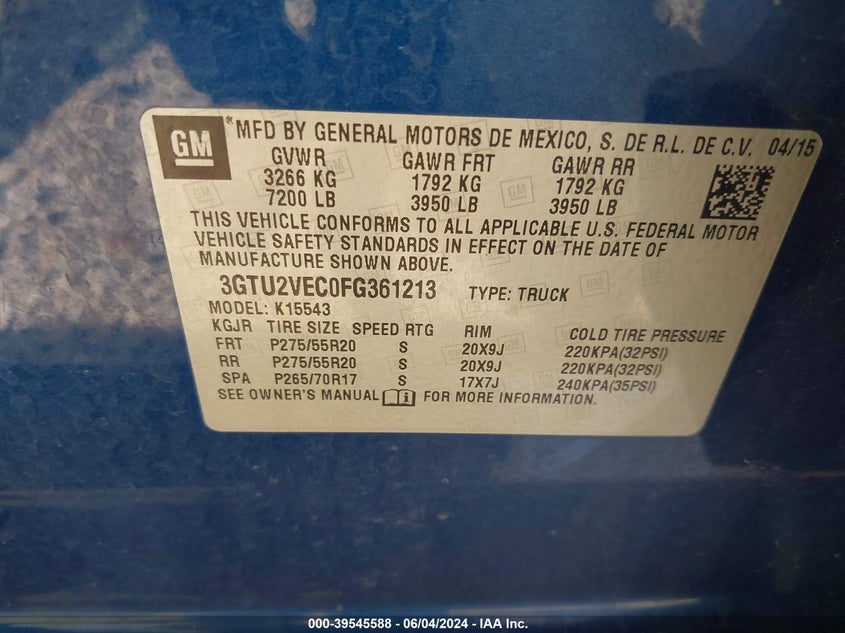 GM ® MFD BY GENERAL MOTORS DE MEXICO, S. DE R.L. DE C.V. 04/15
GVWR GAWR FRT GAWR RR
3266 KG 1792 KG 1792 KG
7200 LB 3950 LB 3950 LB
THIS VEHICLE CONFORMS TO ALL APPLICABLE U.S. FEDERAL MOTOR
VEHICLE SAFETY STANDARDS IN EFFECT ON THE DATE OF
MANUFACTURE SHOWN ABOVE.
3GTU2VEC0FG361213 TYPE: TRUCK
MODEL: K15543
KGJR TIRE SIZE SPEED RTG RIM COLD TIRE PRESSURE
FRT P275/55R20 S 20X9J 220KPA(32PSI)
RR P275/55R20 S 20X9J 220KPA(32PSI)
SPA P265/70R17 S 17X7J 240KPA(35PSI)
SEE OWNER'S MANUAL FOR MORE INFORMATION.
000-39545588 - 06/04/2024 - IAA Inc.